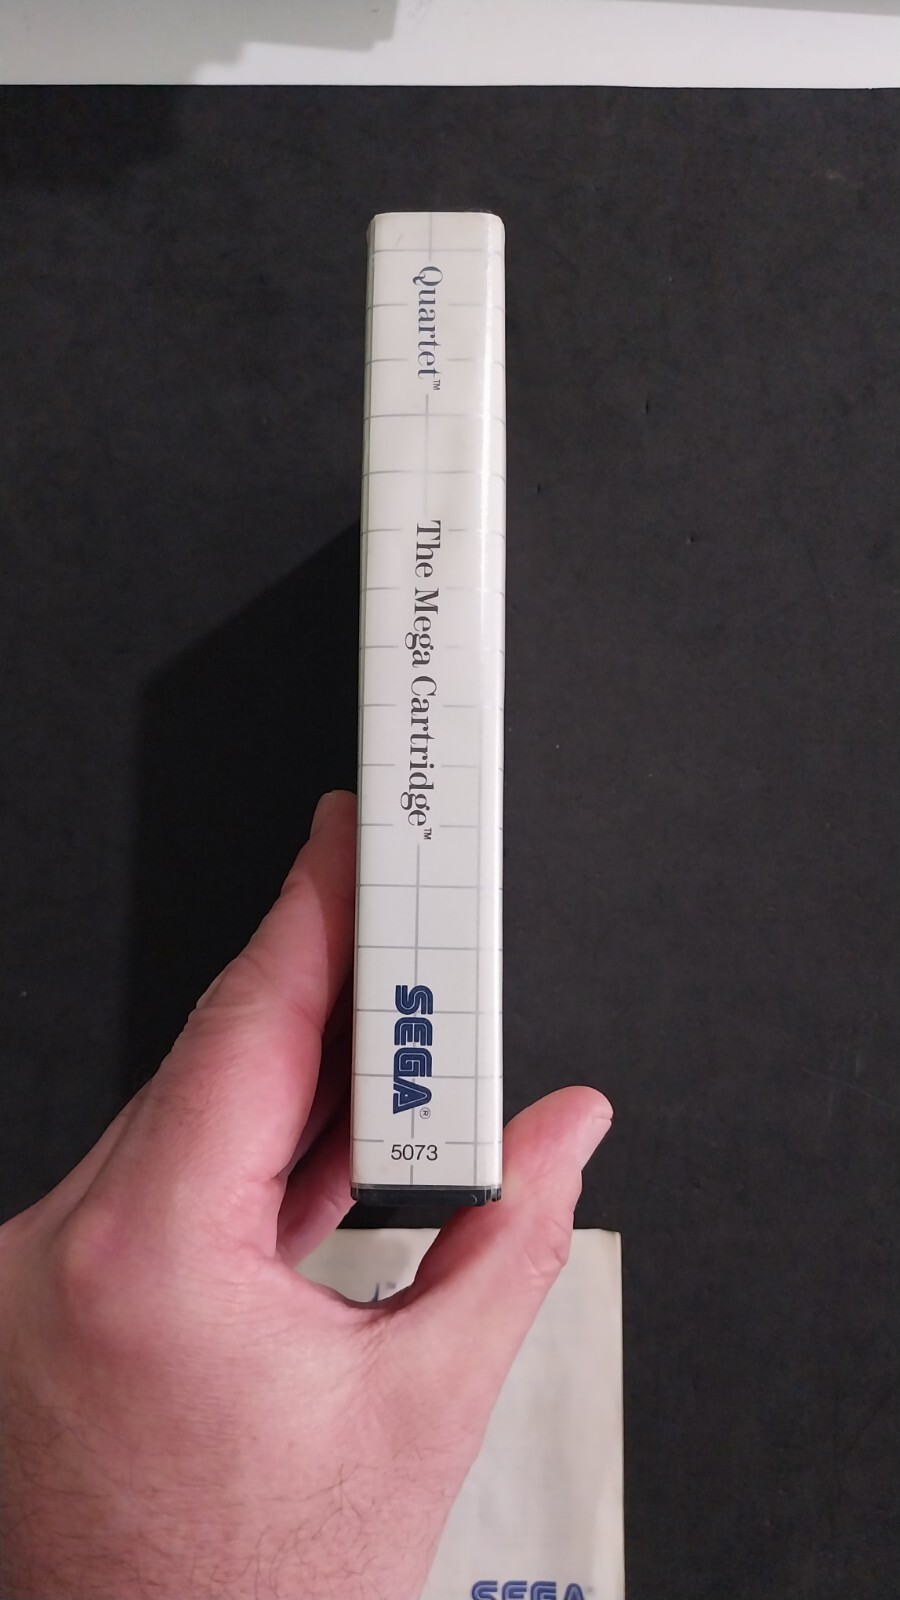 Quartet™
The Mega Cartridge™
SEGA®
5073
SEGA